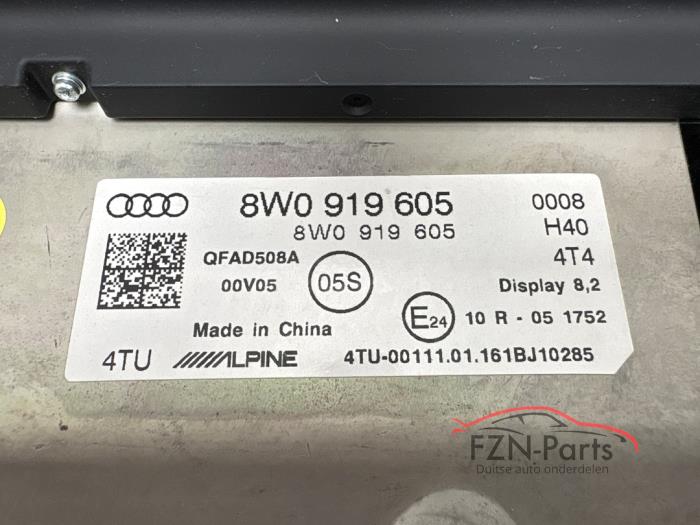 8W0 919 605 0008
8W0 919 605 H40
QFAD508A 4T4
00V05 05S Display 8,2
E24 10 R - 05 1752
Made in China
4TU ALPINE 4TU-00111.01.161BJ10285
FZN-Parts
Duitse auto onderdelen